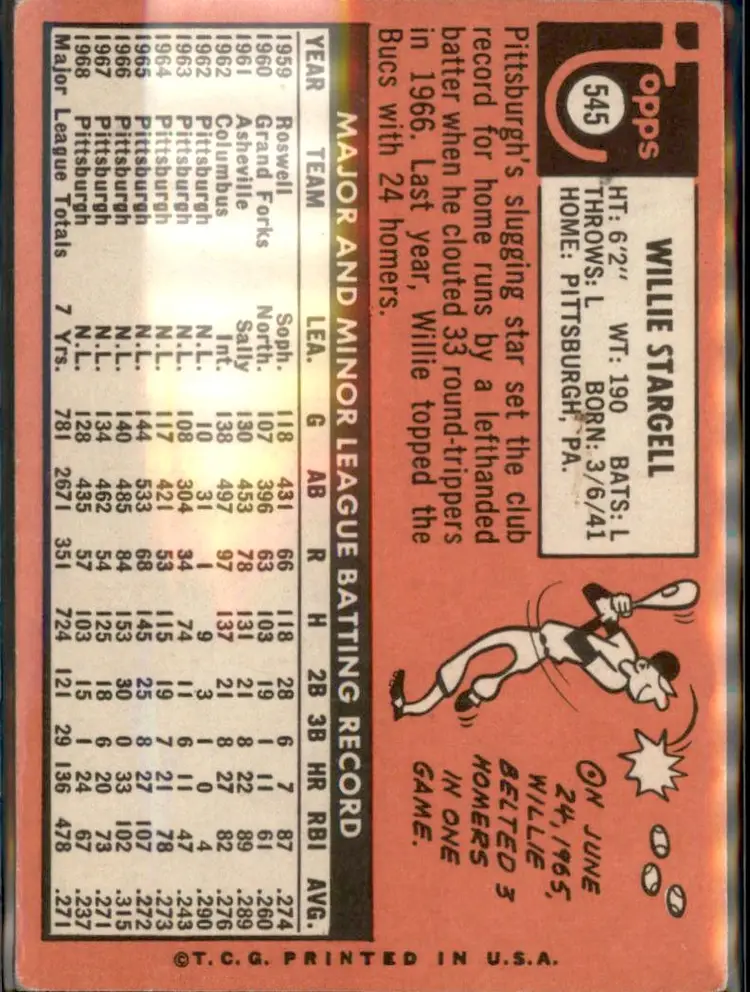 Topps
545
WILLIE STARGELL
HT: 6'2" WT: 190 BATS: L
THROWS: L BORN: 3/6/41
HOME: PITTSBURGH, PA.
Pittsburgh's slugging star set the club
record for home runs by a lefthanded
batter when he clouted 33 round-trippers
in 1966. Last year, Willie topped the
Bucs with 24 homers.
ON JUNE
24, 1965,
WILLIE
BELTED 3
HOMERS
IN ONE
GAME.
MAJOR AND MINOR LEAGUE BATTING RECORD
YEAR TEAM LEA. G AB R H 2B 3B HR RBI AVG.
1959 Roswell Soph. 118 431 66 118 28 6 7 87 .274
1960 Grand Forks North. 107 396 63 103 19 1 11 61 .260
1961 Asheville Sally 130 453 78 131 21 8 22 89 .289
1962 Columbus Int. 138 497 97 137 21 8 27 82 .276
1962 Pittsburgh N.L. 10 31 1 9 3 1 0 4 .290
1963 Pittsburgh N.L. 108 304 34 74 11 6 11 47 .243
1964 Pittsburgh N.L. 117 421 53 115 19 7 21 78 .273
1965 Pittsburgh N.L. 144 533 68 145 25 8 27 107 .272
1966 Pittsburgh N.L. 140 485 84 153 30 0 33 102 .315
1967 Pittsburgh N.L. 134 462 54 125 18 6 20 73 .271
1968 Pittsburgh N.L. 128 435 57 103 15 1 24 67 .237
Major League Totals 7 Yrs. 781 2671 351 724 121 29 136 478 .271
©T.C.G. PRINTED IN U.S.A.